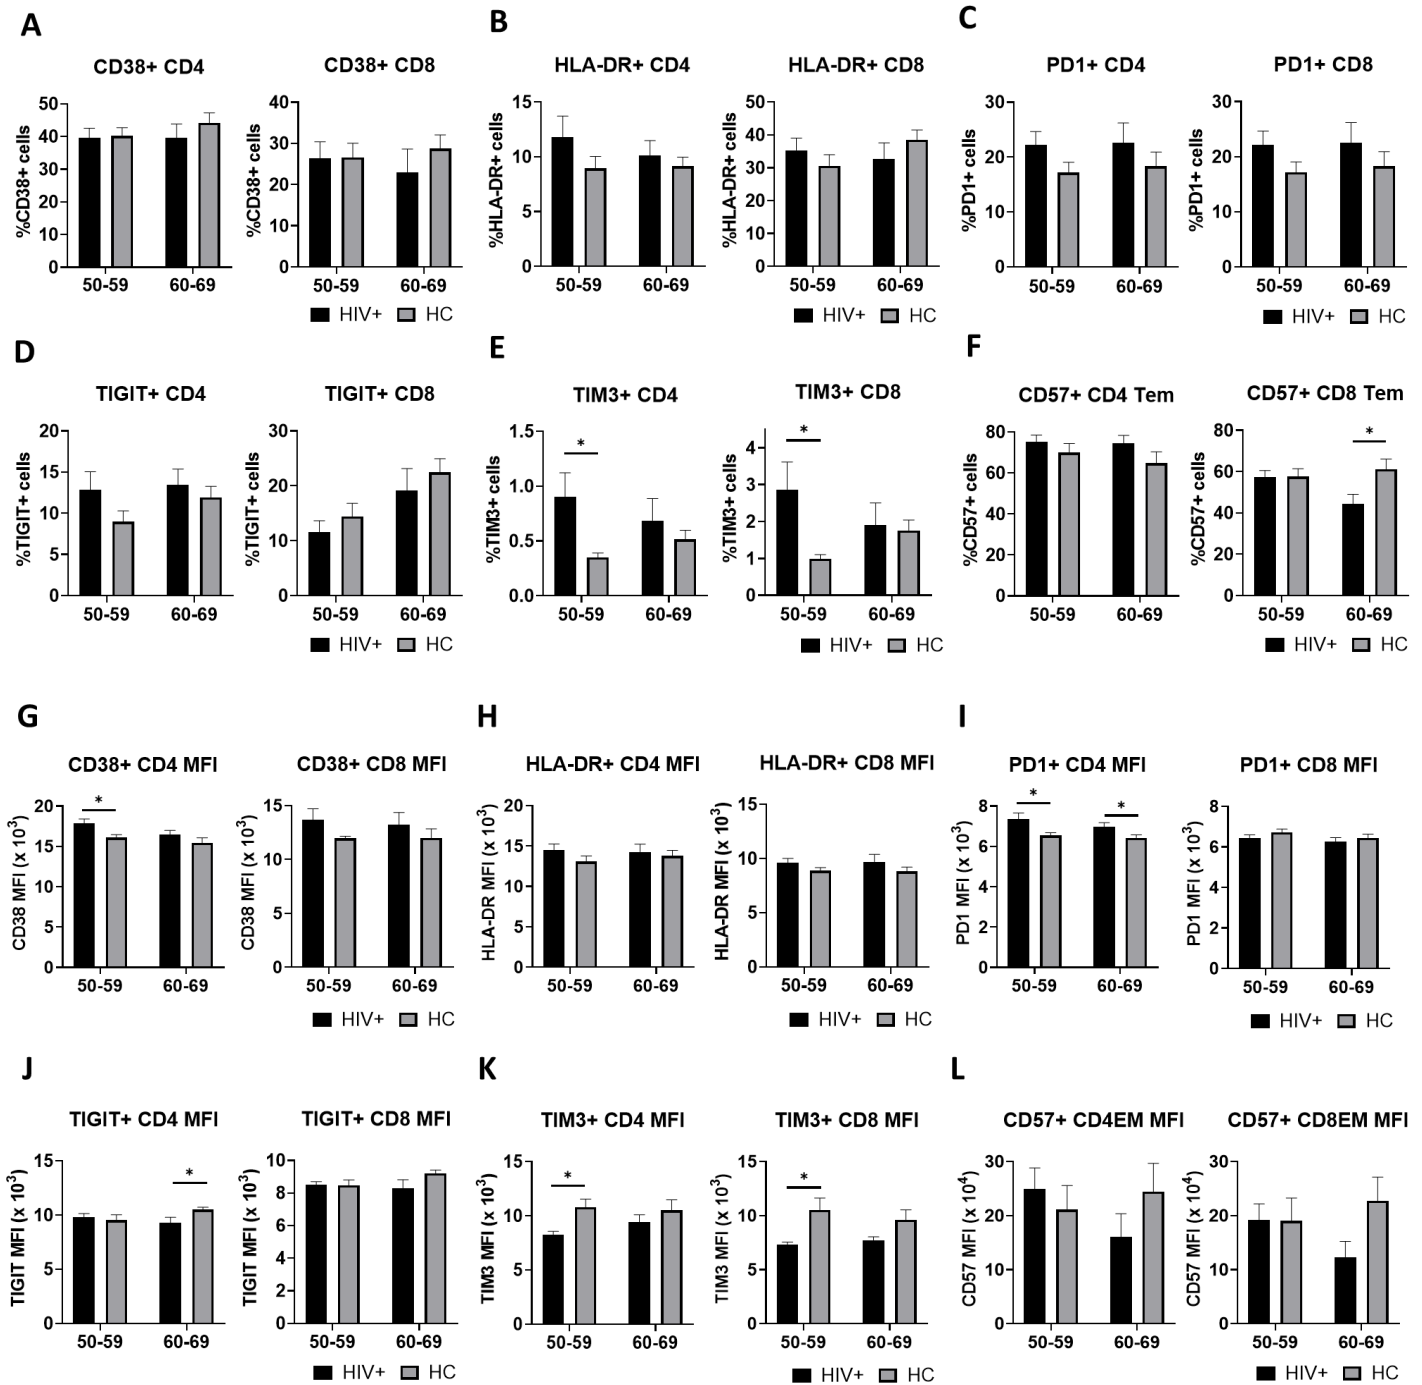 A
B
C
CD38+ CD4
CD38+ CD8
HLA-DR+ CD4
HLA-DR+ CD8
PD1+ CD4
PD1+ CD8
%CD38+ cells
50
40
30
20
10
0
50-59 60-69
%CD38+ cells
40
30
20
10
0
50-59 60-69
HIV+ HC
%HLA-DR+ cells
15
10
5
0
50-59 60-69
%HLA-DR+ cells
50
40
30
20
10
0
50-59 60-69
HIV+ HC
%PD1+ cells
30
20
10
0
50-59 60-69
%PD1+ cells
30
20
10
0
50-59 60-69
HIV+ HC
D
E
F
TIGIT+ CD4
TIGIT+ CD8
TIM3+ CD4
TIM3+ CD8
CD57+ CD4 Tem
CD57+ CD8 Tem
%TIGIT+ cells
20
15
10
5
0
50-59 60-69
%TIGIT+ cells
30
20
10
0
50-59 60-69
HIV+ HC
%TIM3+ cells
1.5
1.0
0.5
0.0
*
50-59 60-69
%TIM3+ cells
4
3
2
1
0
*
50-59 60-69
HIV+ HC
%CD57+ cells
80
60
40
20
0
50-59 60-69
%CD57+ cells
80
60
40
20
0
*
50-59 60-69
HIV+ HC
G
H
I
CD38+ CD4 MFI
CD38+ CD8 MFI
HLA-DR+ CD4 MFI
HLA-DR+ CD8 MFI
PD1+ CD4 MFI
PD1+ CD8 MFI
CD38 MFI (x 10³)
20
15
10
5
0
*
50-59 60-69
CD38 MFI (x 10³)
15
10
5
0
50-59 60-69
HIV+ HC
HLA-DR MFI (x 10³)
20
15
10
5
0
50-59 60-69
HLA-DR MFI (x 10³)
15
10
5
0
50-59 60-69
HIV+ HC
PD1 MFI (x 10³)
8
6
4
2
0
* *
50-59 60-69
PD1 MFI (x 10³)
8
6
4
2
0
50-59 60-69
HIV+ HC
J
K
L
TIGIT+ CD4 MFI
TIGIT+ CD8 MFI
TIM3+ CD4 MFI
TIM3+ CD8 MFI
CD57+ CD4EM MFI
CD57+ CD8EM MFI
TIGIT MFI (x 10³)
15
10
5
0
*
50-59 60-69
TIGIT MFI (x 10³)
10
8
6
4
2
0
50-59 60-69
HIV+ HC
TIM3 MFI (x 10³)
15
10
5
0
*
50-59 60-69
TIM3 MFI (x 10³)
15
10
5
0
*
50-59 60-69
HIV+ HC
CD57 MFI (x 10⁴)
30
20
10
0
50-59 60-69
CD57 MFI (x 10⁴)
30
20
10
0
50-59 60-69
HIV+ HC